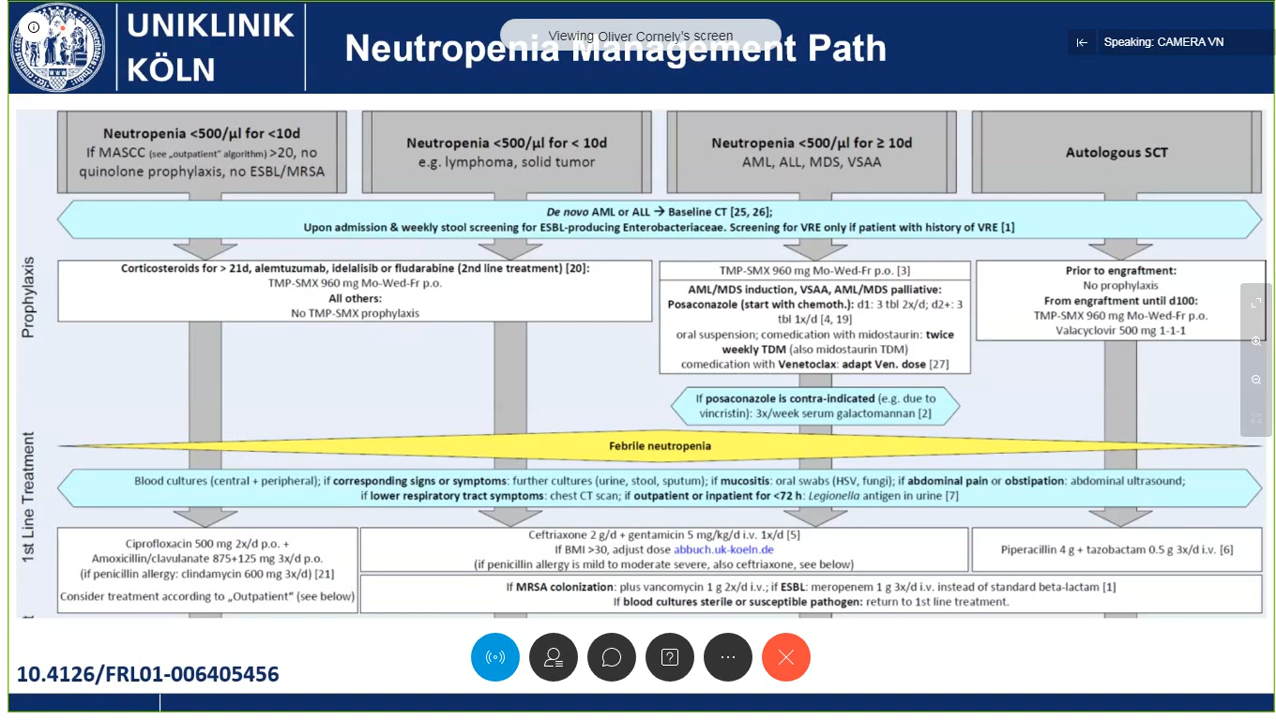 UNIKLINIK
KÖLN
Neutropenia Management Path
Viewing Oliver Cornely's screen
Speaking: CAMERA VN
Neutropenia <500/µl for <10d
If MASCC (see „outpatient" algorithm) >20, no
quinolone prophylaxis, no ESBL/MRSA
Neutropenia <500/µl for < 10d
e.g. lymphoma, solid tumor
Neutropenia <500/µl for ≥ 10d
AML, ALL, MDS, VSAA
Autologous SCT
De novo AML or ALL → Baseline CT [25, 26];
Upon admission & weekly stool screening for ESBL-producing Enterobacteriaceae. Screening for VRE only if patient with history of VRE [1]
Prophylaxis
Corticosteroids for > 21d, alemtuzumab, idelalisib or fludarabine (2nd line treatment) [20]:
TMP-SMX 960 mg Mo-Wed-Fr p.o.
All others:
No TMP-SMX prophylaxis
TMP-SMX 960 mg Mo-Wed-Fr p.o. [3]
AML/MDS induction, VSAA, AML/MDS palliative:
Posaconazole (start with chemoth.): d1: 3 tbl 2x/d; d2+: 3
tbl 1x/d [4, 19]
oral suspension; comedication with midostaurin: twice
weekly TDM (also midostaurin TDM)
comedication with Venetoclax: adapt Ven. dose [27]
Prior to engraftment:
No prophylaxis
From engraftment until d100:
TMP-SMX 960 mg Mo-Wed-Fr p.o.
Valacyclovir 500 mg 1-1-1
If posaconazole is contra-indicated (e.g. due to
vincristin): 3x/week serum galactomannan [2]
Febrile neutropenia
1st Line Treatment
Blood cultures (central + peripheral); if corresponding signs or symptoms: further cultures (urine, stool, sputum); if mucositis: oral swabs (HSV, fungi); if abdominal pain or obstipation: abdominal ultrasound;
if lower respiratory tract symptoms: chest CT scan; if outpatient or inpatient for <72 h: Legionella antigen in urine [7]
Ciprofloxacin 500 mg 2x/d p.o. +
Amoxicillin/clavulanate 875+125 mg 3x/d p.o.
(if penicillin allergy: clindamycin 600 mg 3x/d) [21]
Consider treatment according to „Outpatient" (see below)
Ceftriaxone 2 g/d + gentamicin 5 mg/kg/d i.v. 1x/d [5]
If BMI >30, adjust dose abbuch.uk-koeln.de
(if penicillin allergy is mild to moderate severe, also ceftriaxone, see below)
Piperacillin 4 g + tazobactam 0.5 g 3x/d i.v. [6]
If MRSA colonization: plus vancomycin 1 g 2x/d i.v.; if ESBL: meropenem 1 g 3x/d i.v. instead of standard beta-lactam [1]
If blood cultures sterile or susceptible pathogen: return to 1st line treatment.
10.4126/FRL01-006405456